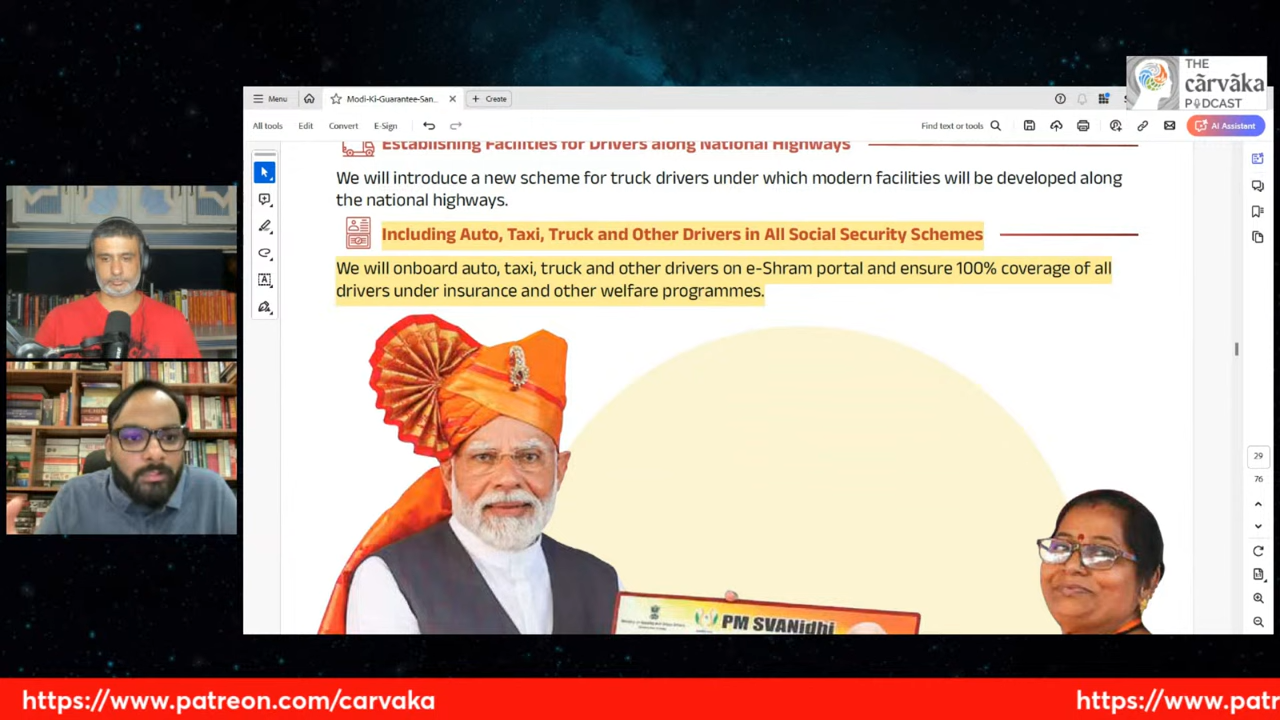 THE
cārvāka
PODCAST
Menu
Modi-Ki-Guarantee-San...
Create
All tools
Edit
Convert
E-Sign
Find text or tools
AI Assistant
Establishing Facilities for Drivers along National Highways
We will introduce a new scheme for truck drivers under which modern facilities will be developed along
the national highways.
Including Auto, Taxi, Truck and Other Drivers in All Social Security Schemes
We will onboard auto, taxi, truck and other drivers on e-Shram portal and ensure 100% coverage of all
drivers under insurance and other welfare programmes.
29
76
PM SVANidhi
https://www.patreon.com/carvaka
https://www.patr